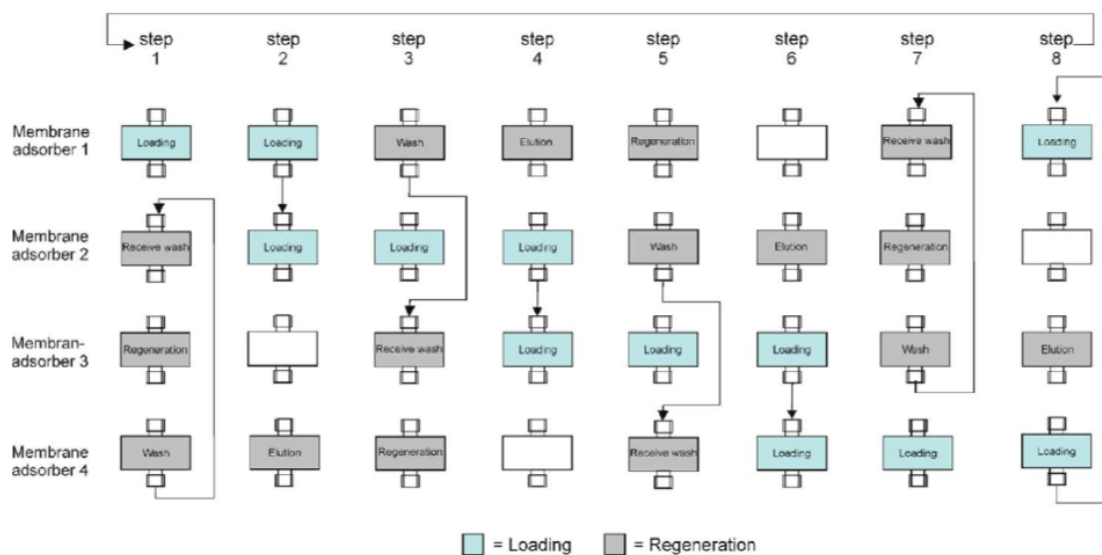 step step step step step step step step
1 2 3 4 5 6 7 8
Membrane
adsorber 1
Loading Loading Wash Elution Regeneration Receive wash Loading
Membrane
adsorber 2
Receive wash Loading Loading Loading Wash Elution Regeneration
Membran-
adsorber 3
Regeneration Receive wash Loading Loading Loading Wash Elution
Membrane
adsorber 4
Wash Elution Regeneration Receive wash Loading Loading Loading
= Loading = Regeneration